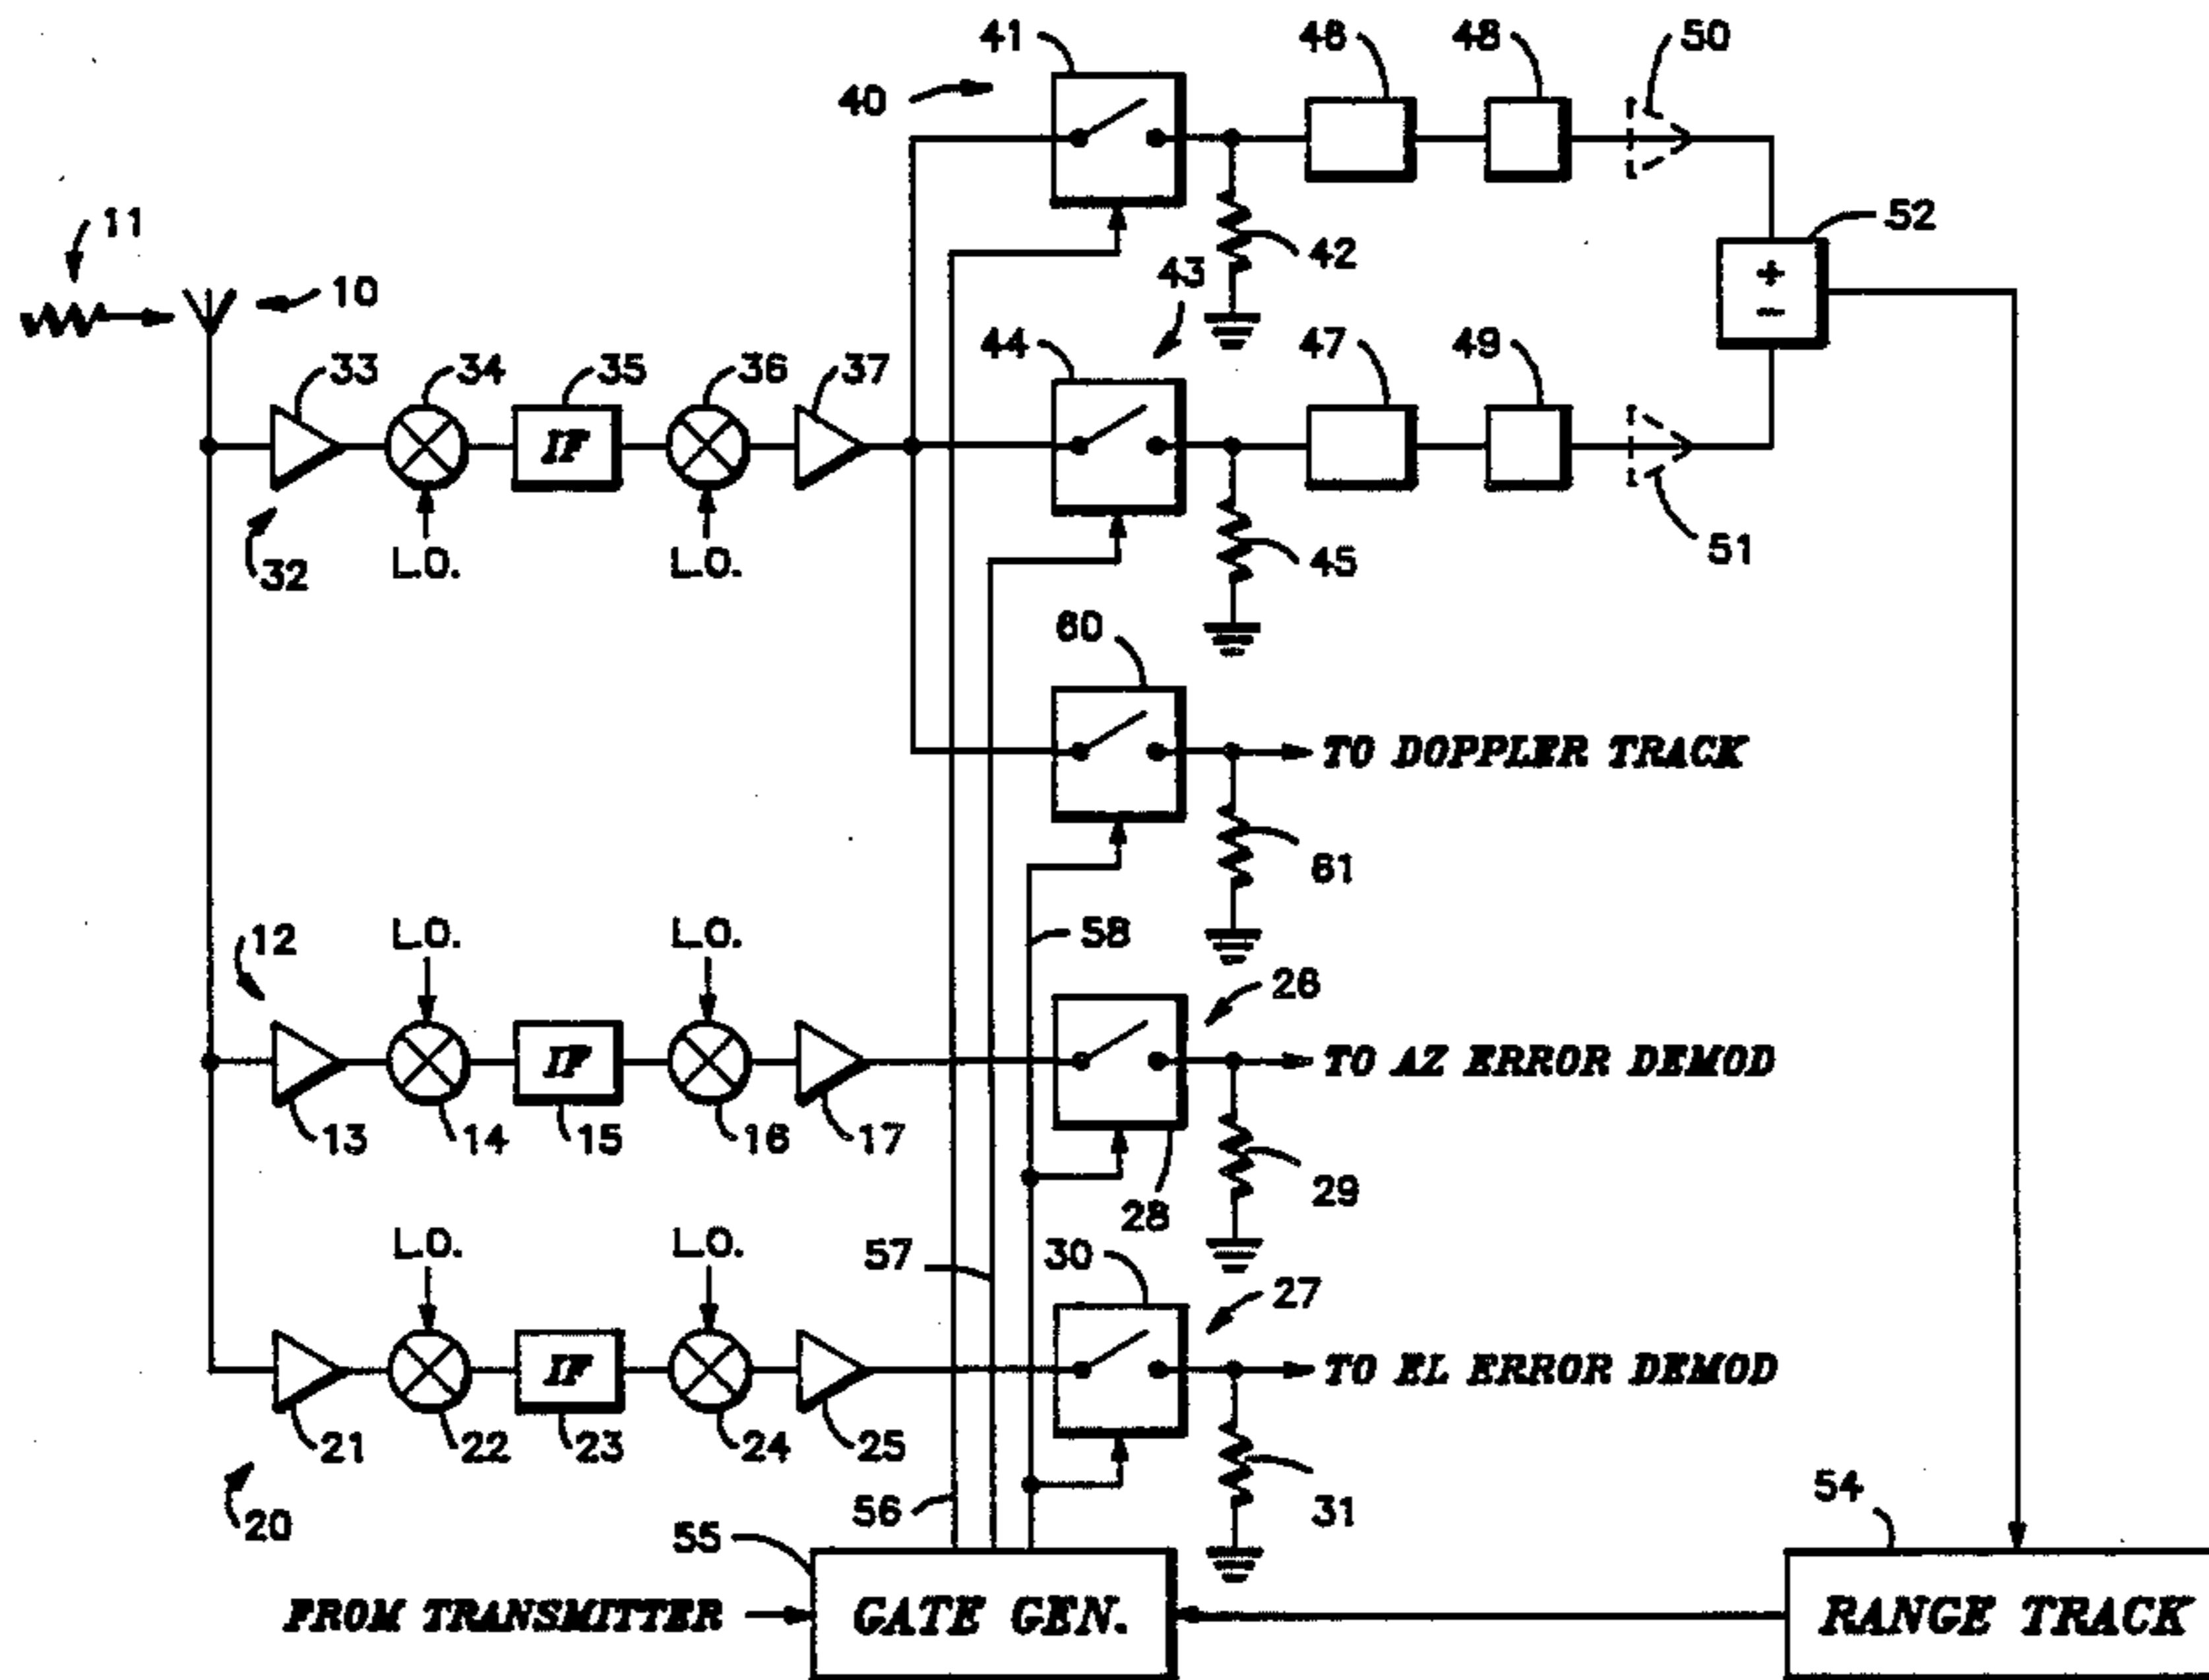 41 48 48 50
40
11
42 52
+
-
10
43
44 47 49
33 34 35 36 37
IF
32 L.O. L.O. 45 51
60
TO DOPPLER TRACK
61
12 L.O. L.O. 58
26
IF TO AZ ERROR DEMOD
13 14 15 16 17
28 29
L.O. L.O. 57 30
27
IF TO EL ERROR DEMOD
21 22 23 24 25
20 56 31 54
55
FROM TRANSMITTER GATE GEN. RANGE TRACK